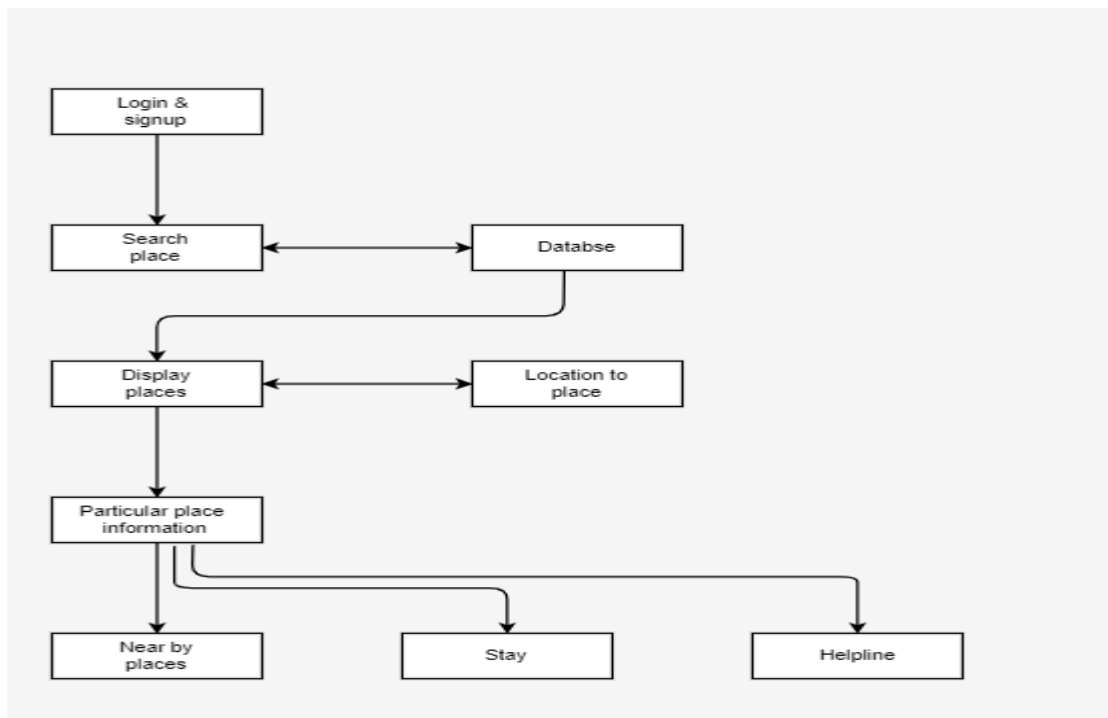 Login &
signup
Search
place
Databse
Display
places
Location to
place
Particular place
information
Near by
places
Stay
Helpline